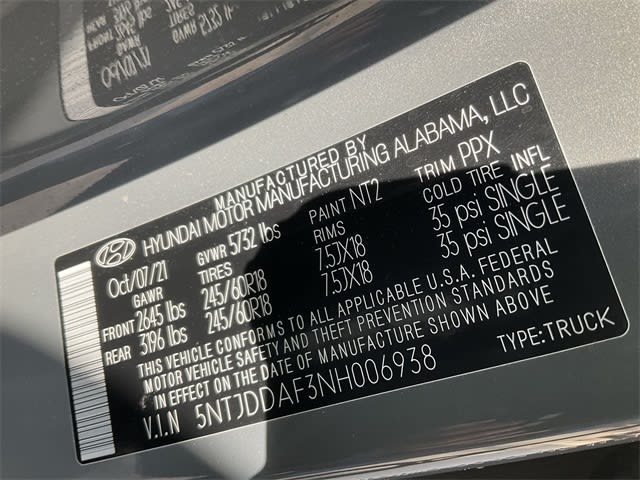 MANUFACTURED BY
HYUNDAI MOTOR MANUFACTURING ALABAMA, LLC
Oct/07/21 GVWR 5732 lbs PAINT NT2 TRIM PPX
GAWR TIRES RIMS COLD TIRE INFL
FRONT 2645 lbs 245/60R18 7.5JX18 35 psi SINGLE
REAR 3196 lbs 245/60R18 7.5JX18 35 psi SINGLE
THIS VEHICLE CONFORMS TO ALL APPLICABLE U.S.A. FEDERAL
MOTOR VEHICLE SAFETY AND THEFT PREVENTION STANDARDS
IN EFFECT ON THE DATE OF MANUFACTURE SHOWN ABOVE
V.I.N 5NTJDDAF3NH006938 TYPE:TRUCK